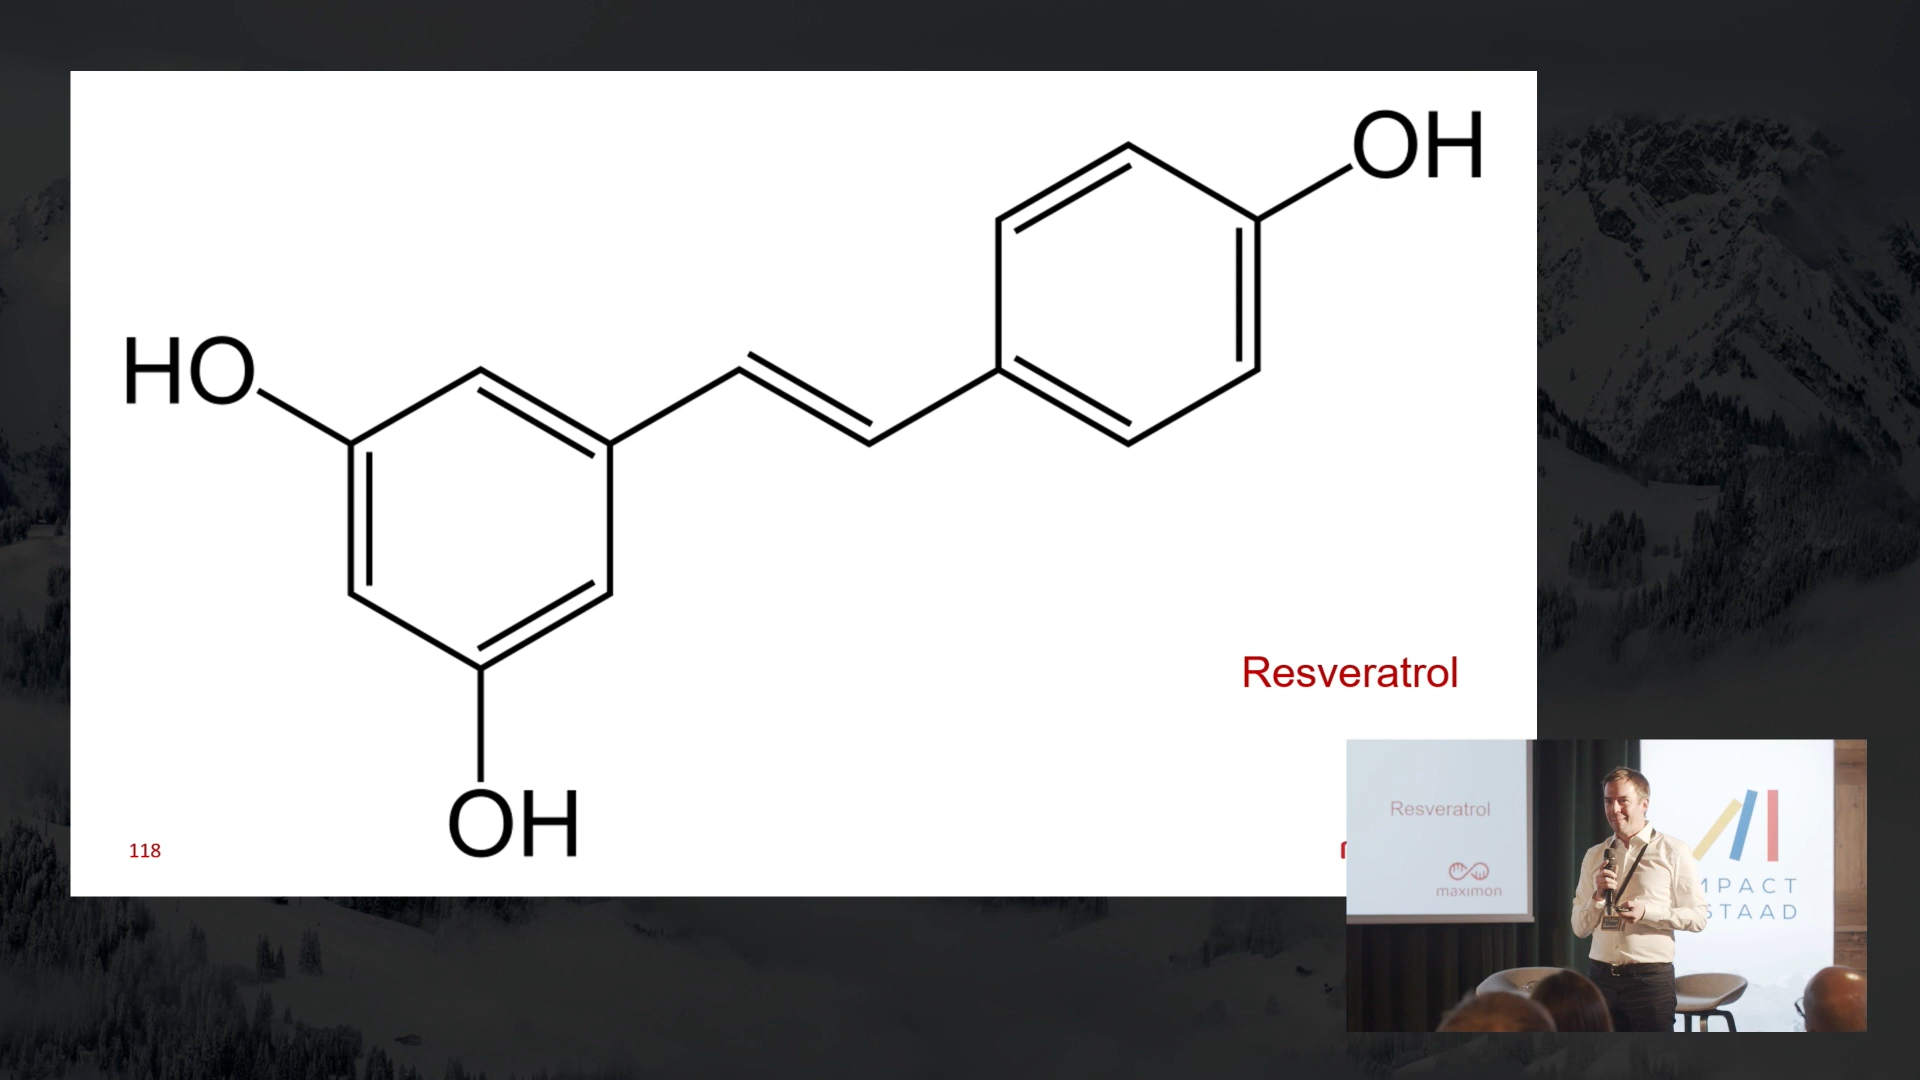 OH
HO
Resveratrol
OH
118
Resveratrol
maximon
MPACT
STAAD